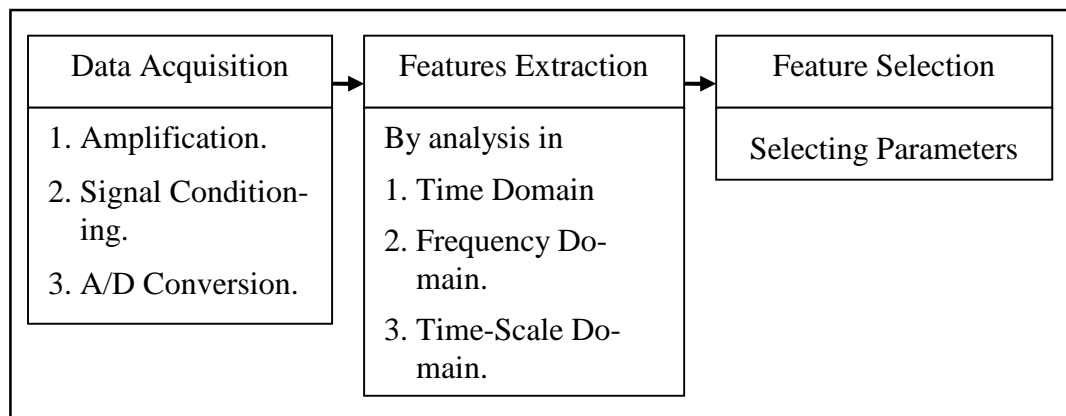 Data Acquisition
1. Amplification.
2. Signal Condition-
ing.
3. A/D Conversion.
Features Extraction
By analysis in
1. Time Domain
2. Frequency Do-
main.
3. Time-Scale Do-
main.
Feature Selection
Selecting Parameters